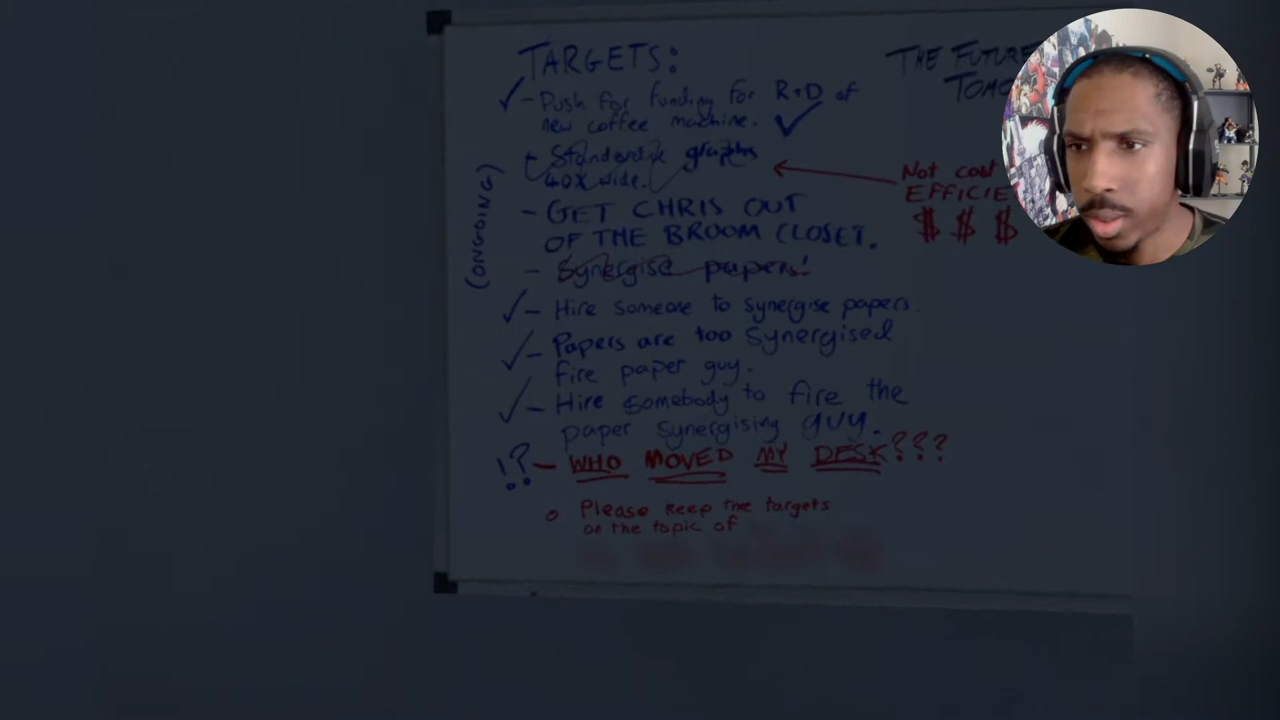 TARGETS:
✓ - Push for funding for R+D of
new coffee machine. ✓
- Standardize graphs
40X wide.
(ONGOING)
- GET CHRIS OUT
OF THE BROOM CLOSET.
- Synergise papers!
✓ - Hire someone to synergise papers.
✓ - Papers are too synergised
fire paper guy.
✓ - Hire somebody to fire the
paper synergising guy.
!? - WHO MOVED MY DESK???
o Please keep the targets
on the topic of
THE FUTURE
Not cost
$ $ $